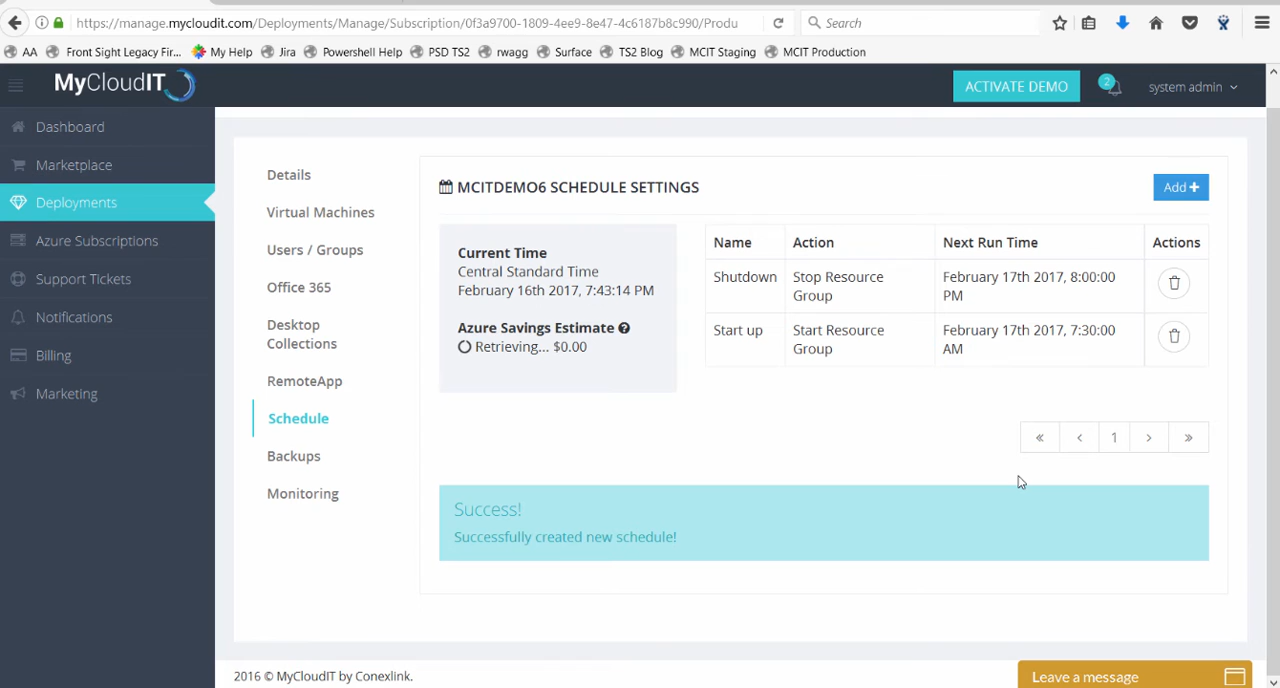 https://manage.mycloudit.com/Deployments/Manage/Subscription/0f3a9700-1809-4ee9-8e47-4c6187b8c990/Produ
Search
AA
Front Sight Legacy Fir...
My Help
Jira
Powershell Help
PSD TS2
rwagg
Surface
TS2 Blog
MCIT Staging
MCIT Production
MyCloudIT
ACTIVATE DEMO
2
system admin
Dashboard
Marketplace
Deployments
Azure Subscriptions
Support Tickets
Notifications
Billing
Marketing
Details
Virtual Machines
Users / Groups
Office 365
Desktop
Collections
RemoteApp
Schedule
Backups
Monitoring
MCITDEMO6 SCHEDULE SETTINGS
Add +
Current Time
Central Standard Time
February 16th 2017, 7:43:14 PM
Azure Savings Estimate ?
Retrieving... $0.00
Name Action Next Run Time Actions
Shutdown Stop Resource February 17th 2017, 8:00:00
Group PM
Start up Start Resource February 17th 2017, 7:30:00
Group AM
« ‹ 1 › »
Success!
Successfully created new schedule!
2016 © MyCloudIT by Conexlink.
Leave a message